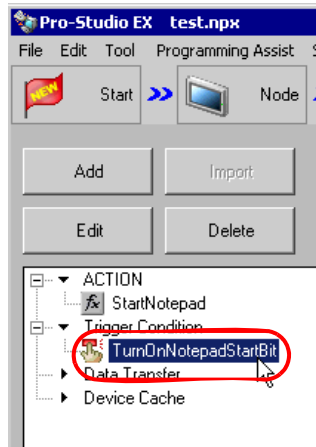 Pro-Studio EX test.npx
File Edit Tool Programming Assist
NEW Start Node
Add Import
Edit Delete
ACTION
fx StartNotepad
Trigger Condition
TurnOnNotepadStartBit
Data Transfer
Device Cache